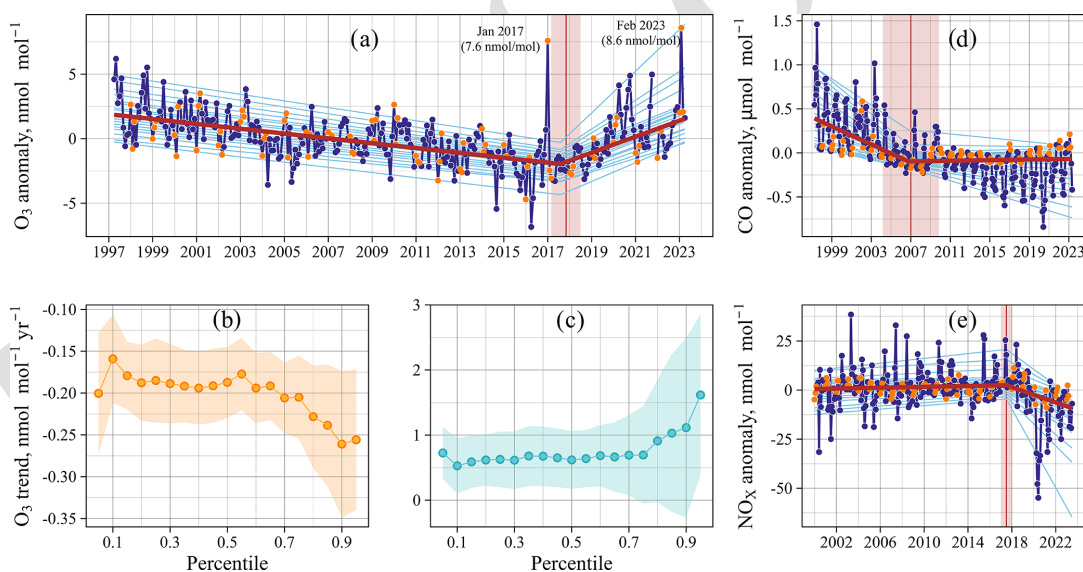 (a)
Jan 2017
(7.6 nmol/mol)
Feb 2023
(8.6 nmol/mol)
O₃ anomaly, nmol mol⁻¹
5
0
-5
1997 1999 2001 2003 2005 2007 2009 2011 2013 2015 2017 2019 2021 2023
(d)
CO anomaly, µmol mol⁻¹
1.5
1.0
0.5
0.0
-0.5
1999 2003 2007 2011 2015 2019 2023
(b)
O₃ trend, nmol mol⁻¹ yr⁻¹
-0.10
-0.15
-0.20
-0.25
-0.30
-0.35
0.1 0.3 0.5 0.7 0.9
Percentile
(c)
3
2
1
0
0.1 0.3 0.5 0.7 0.9
Percentile
(e)
NOX anomaly, nmol mol⁻¹
25
0
-25
-50
2002 2006 2010 2014 2018 2022